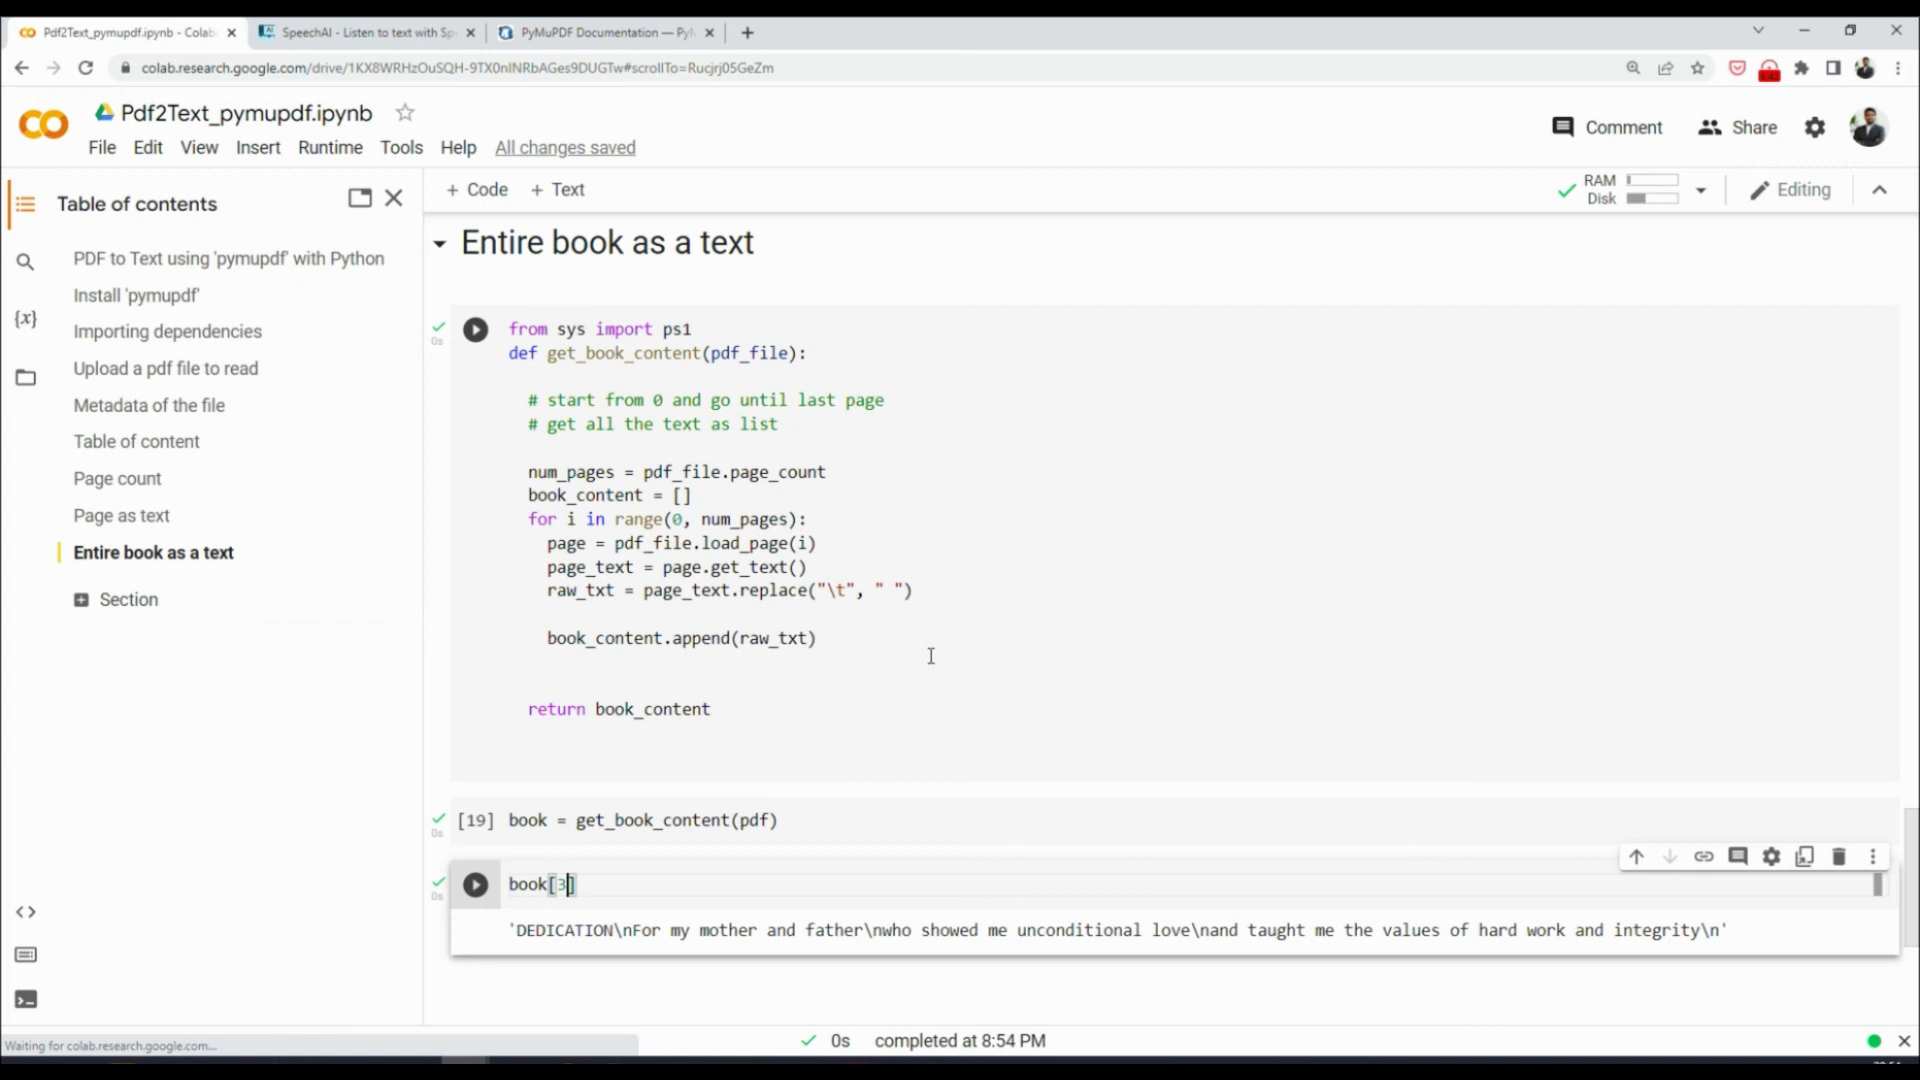 Pdf2Text_pymupdf.ipynb - Colab
SpeechAI - Listen to text with Sp
PyMuPDF Documentation — Py
colab.research.google.com/drive/1KX8WRHzOuSQH-9TX0nINRbAGes9DUGTw#scrollTo=Rucjrj05GeZm
Pdf2Text_pymupdf.ipynb
File Edit View Insert Runtime Tools Help All changes saved
Comment Share
Table of contents
PDF to Text using 'pymupdf' with Python
Install 'pymupdf'
Importing dependencies
Upload a pdf file to read
Metadata of the file
Table of content
Page count
Page as text
Entire book as a text
Section
+ Code + Text
RAM
Disk
Editing
Entire book as a text
0s
from sys import ps1
def get_book_content(pdf_file):
# start from 0 and go until last page
# get all the text as list
num_pages = pdf_file.page_count
book_content = []
for i in range(0, num_pages):
page = pdf_file.load_page(i)
page_text = page.get_text()
raw_txt = page_text.replace("\t", " ")
book_content.append(raw_txt)
return book_content
0s
[19] book = get_book_content(pdf)
0s
book[3]
'DEDICATION\nFor my mother and father\nwho showed me unconditional love\nand taught me the values of hard work and integrity\n'
Waiting for colab.research.google.com...
0s completed at 8:54 PM